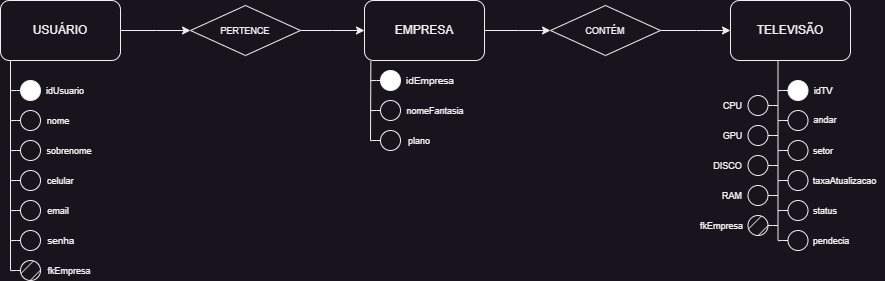 USUÁRIO
PERTENCE
EMPRESA
CONTÉM
TELEVISÃO
idUsuario
nome
sobrenome
celular
email
senha
fkEmpresa
idEmpresa
nomeFantasia
plano
CPU
GPU
DISCO
RAM
fkEmpresa
idTV
andar
setor
taxaAtualizacao
status
pendecia